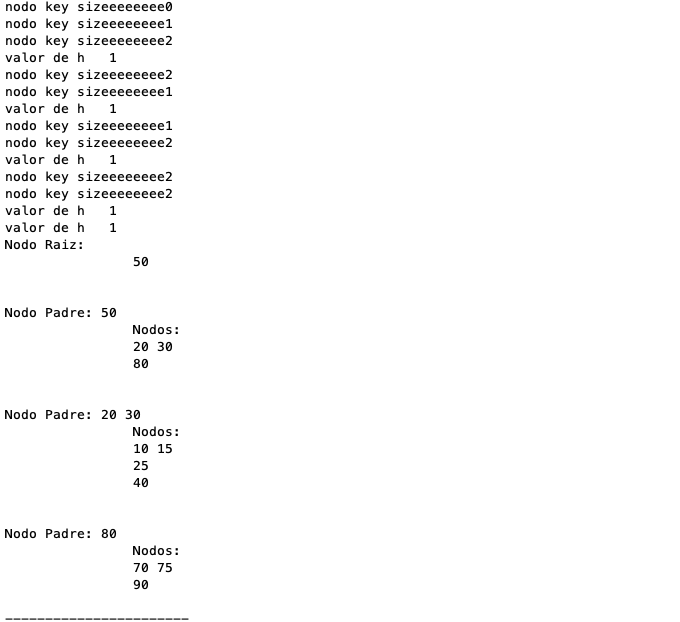 nodo key sizeeeeeeee0
nodo key sizeeeeeeee1
nodo key sizeeeeeeee2
valor de h   1
nodo key sizeeeeeeee2
nodo key sizeeeeeeee1
valor de h   1
nodo key sizeeeeeeee1
nodo key sizeeeeeeee2
valor de h   1
nodo key sizeeeeeeee2
nodo key sizeeeeeeee2
valor de h   1
valor de h   1
Nodo Raiz:
50
Nodo Padre: 50
Nodos:
20 30
80
Nodo Padre: 20 30
Nodos:
10 15
25
40
Nodo Padre: 80
Nodos:
70 75
90
_______________________